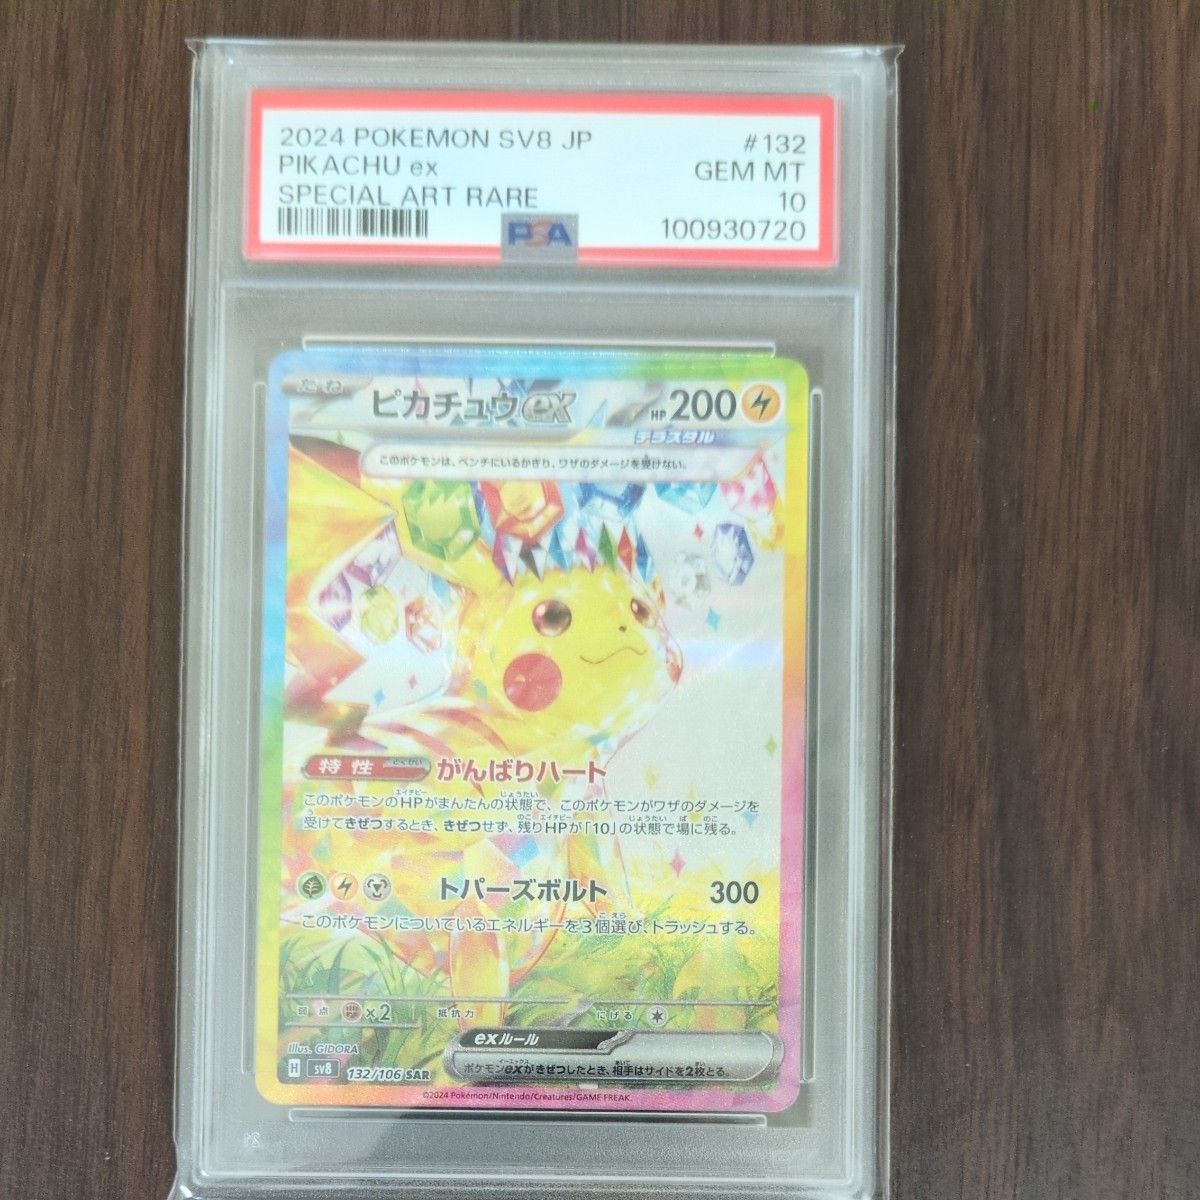 2024 POKEMON SV8 JP #132
PIKACHU ex GEM MT
SPECIAL ART RARE 10
PSA 100930720
たね ピカチュウex HP200
テラスタル
このポケモンは、ベンチにいるかぎり、ワザのダメージを受けない。
特性 とくせい がんばりハート
このポケモンのHPがまんたんの状態で、このポケモンがワザのダメージを
受けてきぜつするとき、きぜつせず、残りHPが「10」の状態で場に残る。
トパーズボルト 300
このポケモンについているエネルギーを3個選び、トラッシュする。
弱点 ×2 抵抗力 にげる
Illus. GIDORA
exルール
ポケモンexがきぜつしたとき、相手はサイドを2枚とる。
H sv8 132/106 SAR
©2024 Pokémon/Nintendo/Creatures/GAME FREAK.